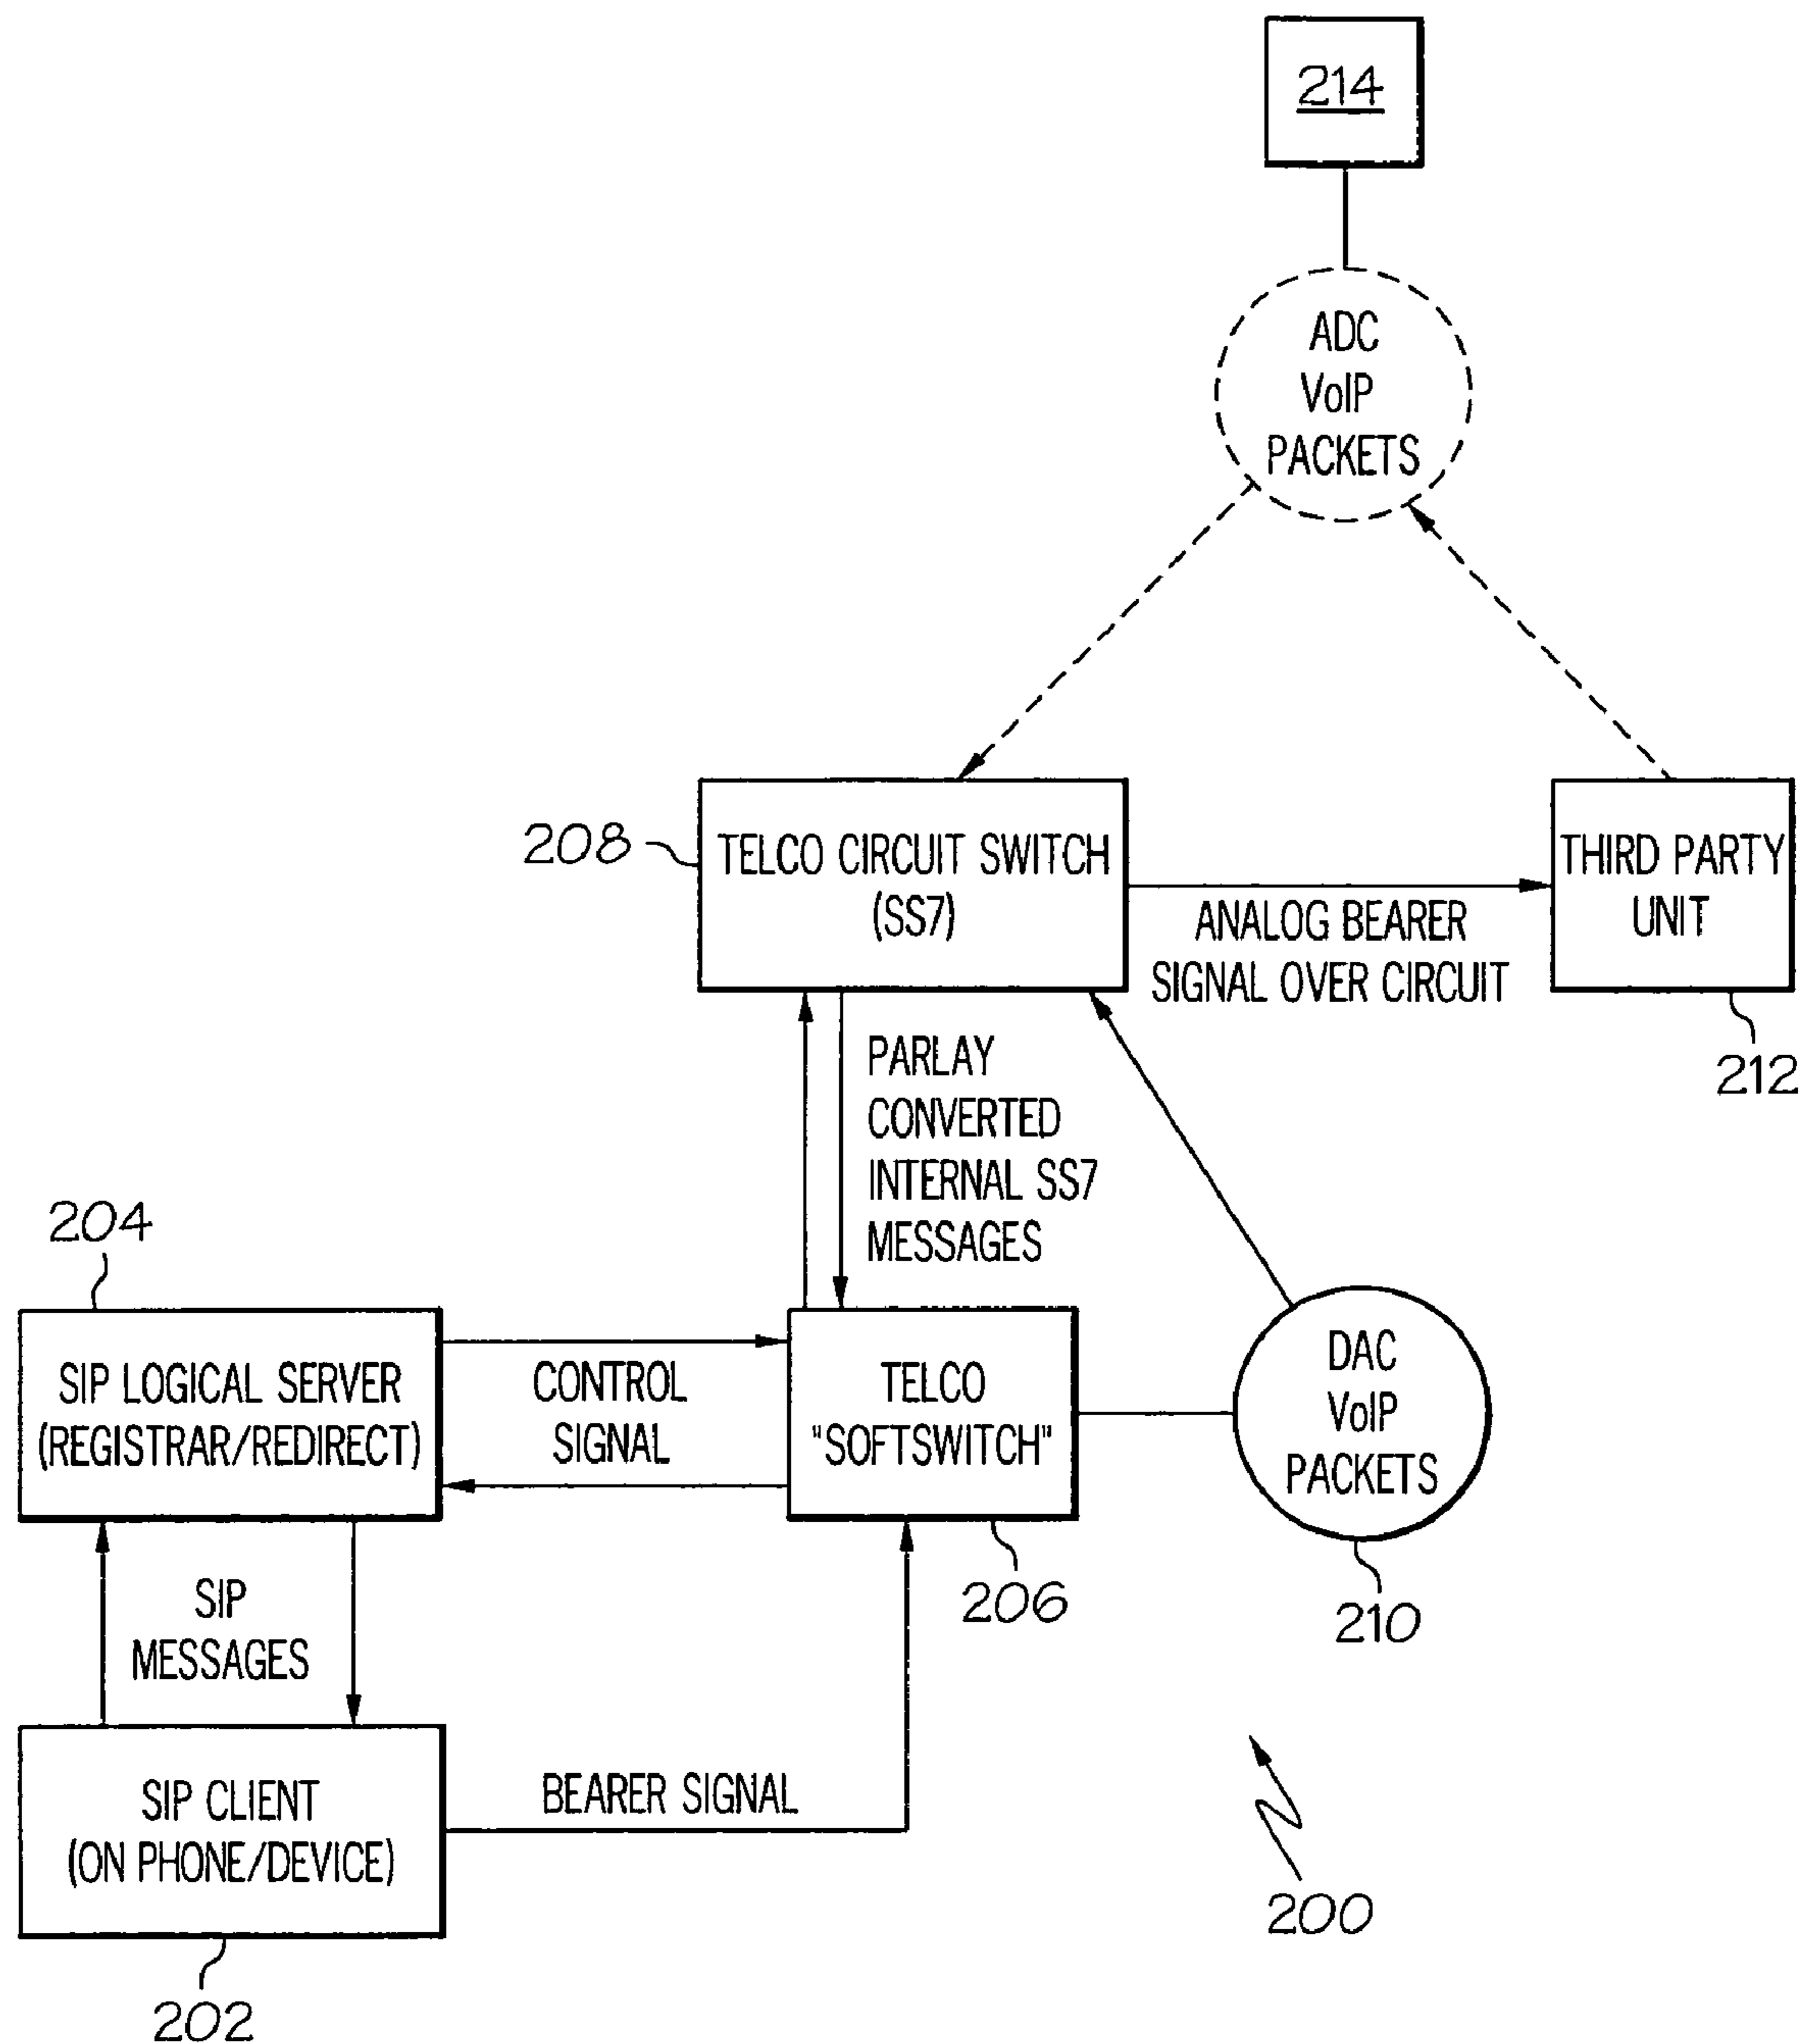 214
ADC
VoIP
PACKETS
208
TELCO CIRCUIT SWITCH
(SS7)
THIRD PARTY
UNIT
ANALOG BEARER
SIGNAL OVER CIRCUIT
212
PARLAY
CONVERTED
INTERNAL SS7
MESSAGES
204
SIP LOGICAL SERVER
(REGISTRAR/REDIRECT)
CONTROL
SIGNAL
TELCO
"SOFTSWITCH"
DAC
VoIP
PACKETS
206
210
SIP
MESSAGES
SIP CLIENT
(ON PHONE/DEVICE)
BEARER SIGNAL
200
202